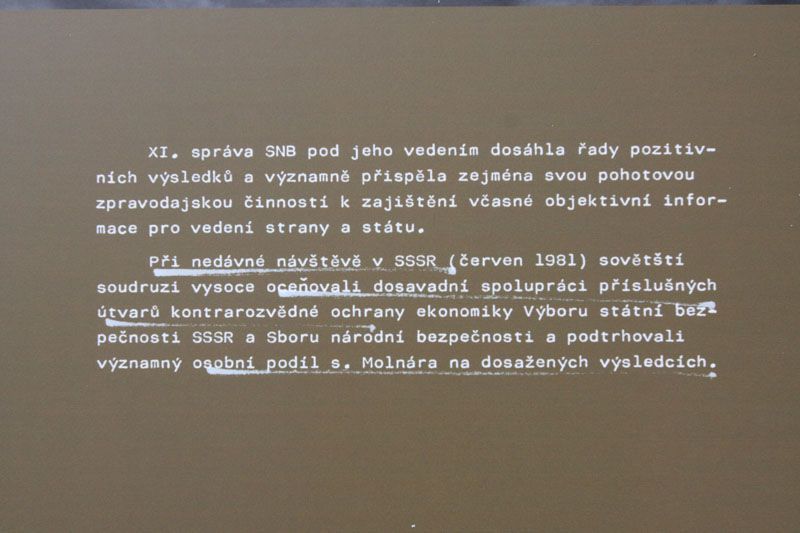 XI. správa SNB pod jeho vedením dosáhla řady pozitiv-
ních výsledků a významně přispěla zejména svou pohotovou
zpravodajskou činností k zajištění včasné objektivní infor-
mace pro vedení strany a státu.
Při nedávné návštěvě v SSSR (červen 1981) sovětští
soudruzi vysoce oceňovali dosavadní spolupráci příslušných
útvarů kontrarozvědné ochrany ekonomiky Výboru státní bez-
pečnosti SSSR a Sboru národní bezpečnosti a podtrhovali
významný osobní podíl s. Molnára na dosažených výsledcích.